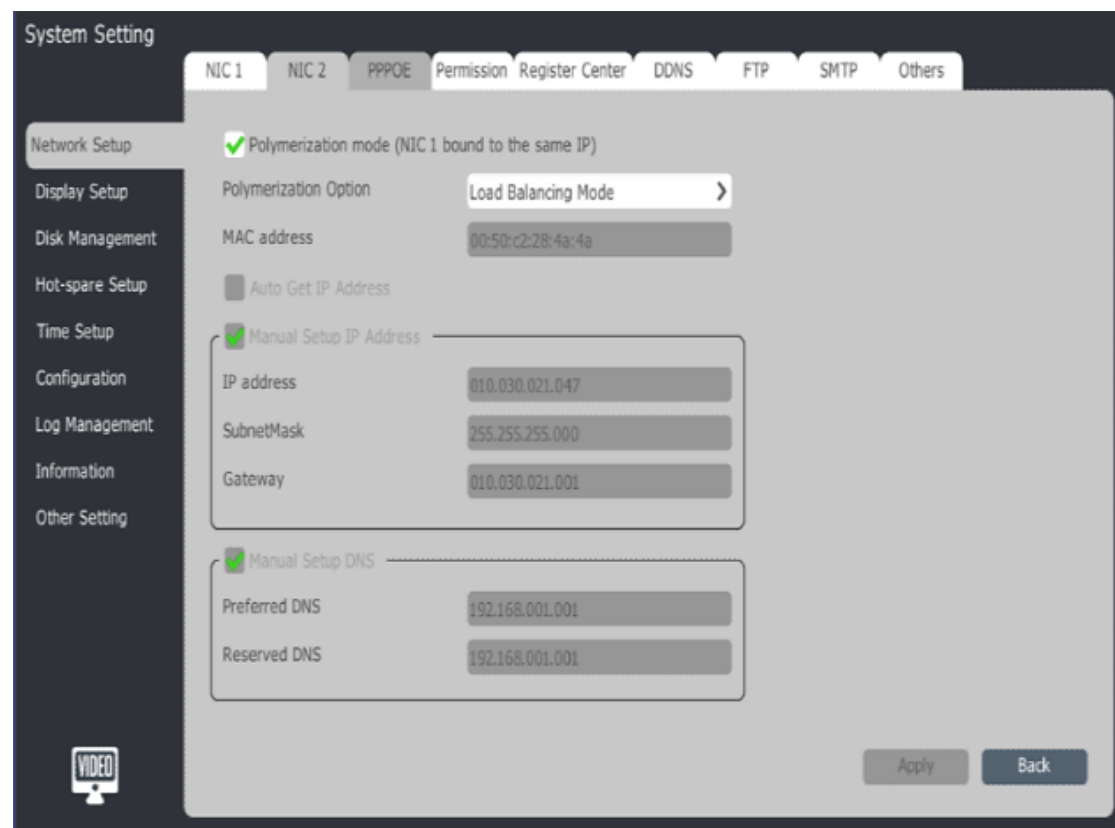 System Setting
NIC 1 NIC 2 PPPOE Permission Register Center DDNS FTP SMTP Others
Network Setup
Display Setup
Disk Management
Hot-spare Setup
Time Setup
Configuration
Log Management
Information
Other Setting
VIDEO
Polymerization mode (NIC 1 bound to the same IP)
Polymerization Option Load Balancing Mode
MAC address 00:50:c2:28:4a:4a
Auto Get IP Address
Manual Setup IP Address
IP address 010.030.021.047
SubnetMask 255.255.255.000
Gateway 010.030.021.001
Manual Setup DNS
Preferred DNS 192.168.001.001
Reserved DNS 192.168.001.001
Apply Back